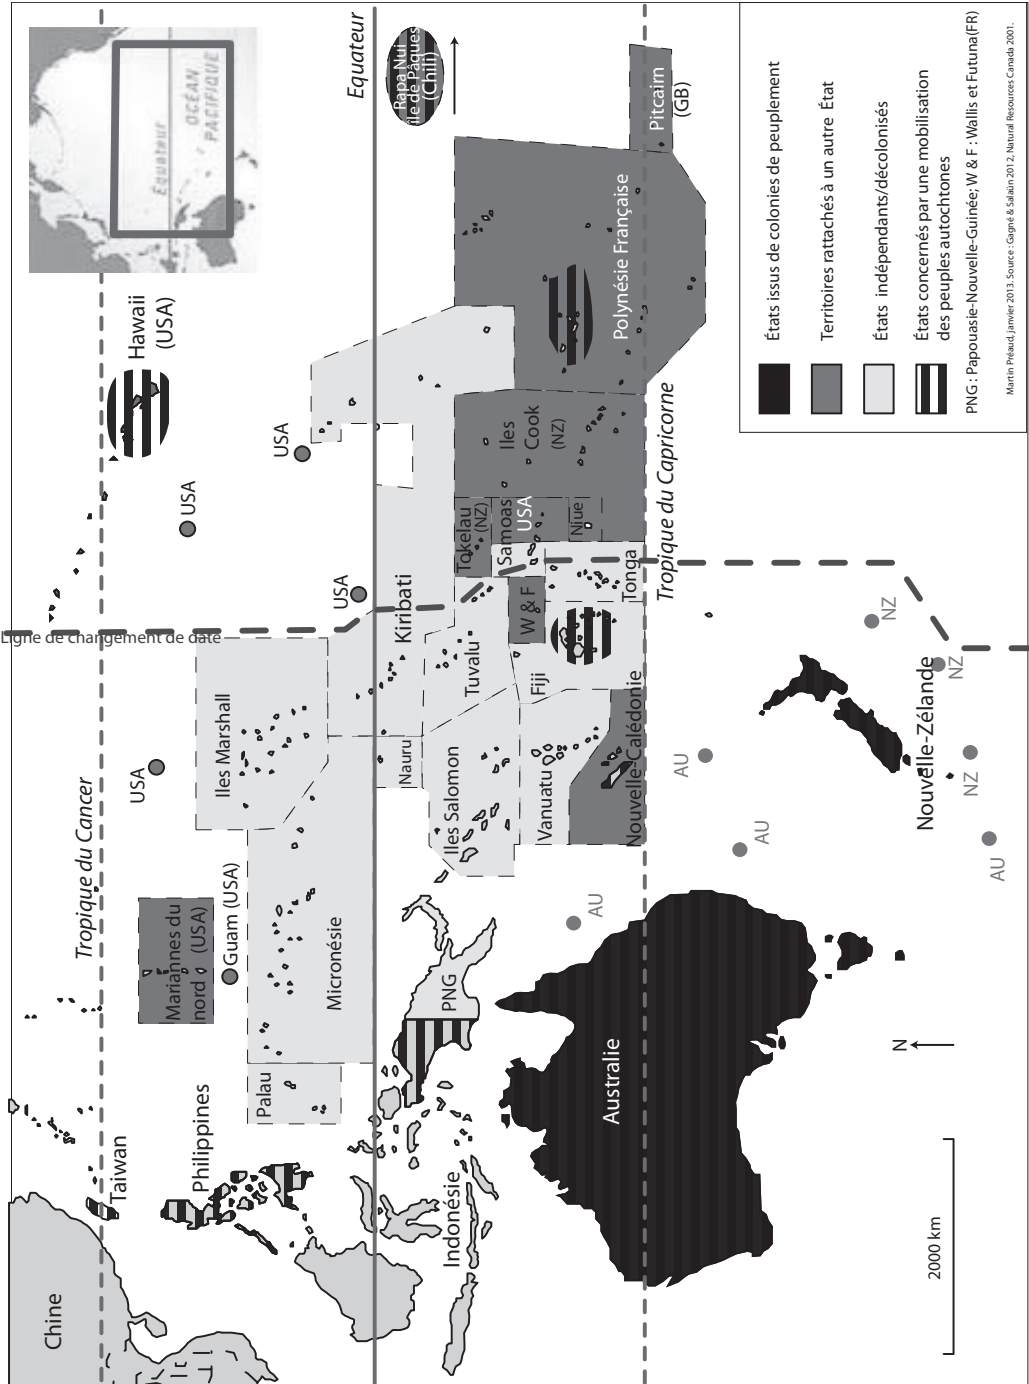 Chine
Taiwan
Philippines
Indonésie
Palau
Micronésie
Mariannes du
nord (USA)
Guam (USA)
Tropique du Cancer
USA
Iles Marshall
Ligne de changement de date
USA
USA
USA
Hawaii
(USA)
Equateur
Rapa Nui
île de Pâques
(Chili)
Kiribati
Nauru
Iles Salomon
PNG
Tuvalu
Vanuatu
Fiji
W & F
Nouvelle-Calédonie
Tokelau
(NZ)
Samoas
USA
Niue
Tonga
Iles
Cook
(NZ)
Polynésie Française
Pitcairn
(GB)
Tropique du Capricorne
Australie
AU
AU
AU
AU
Nouvelle-Zélande
NZ
NZ
NZ
N
2000 km
Équateur
OCÉAN
PACIFIQUE
États issus de colonies de peuplement
Territoires rattachés à un autre État
États indépendants/décolonisés
États concernés par une mobilisation
des peuples autochtones
PNG : Papouasie-Nouvelle-Guinée; W & F : Wallis et Futuna(FR)
Martin Préaud, janvier 2013. Source : Gagné & Salaün 2012, Natural Resources Canada 2001.